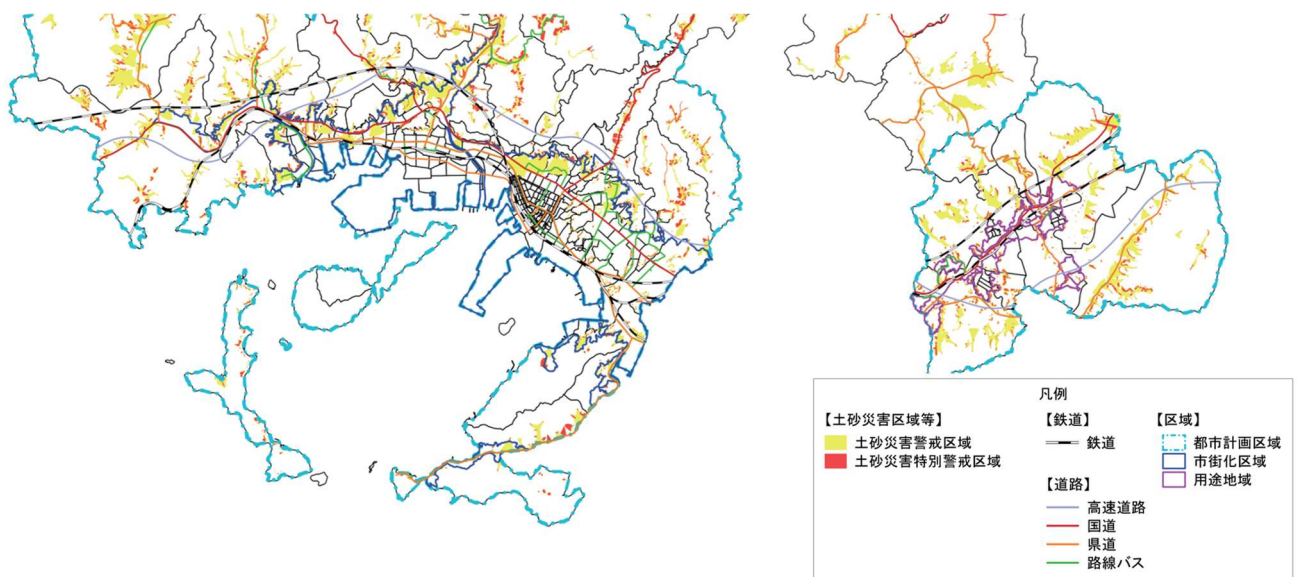 凡例
【土砂災害区域等】
土砂災害警戒区域
土砂災害特別警戒区域
【鉄道】
鉄道
【道路】
高速道路
国道
県道
路線バス
【区域】
都市計画区域
市街化区域
用途地域